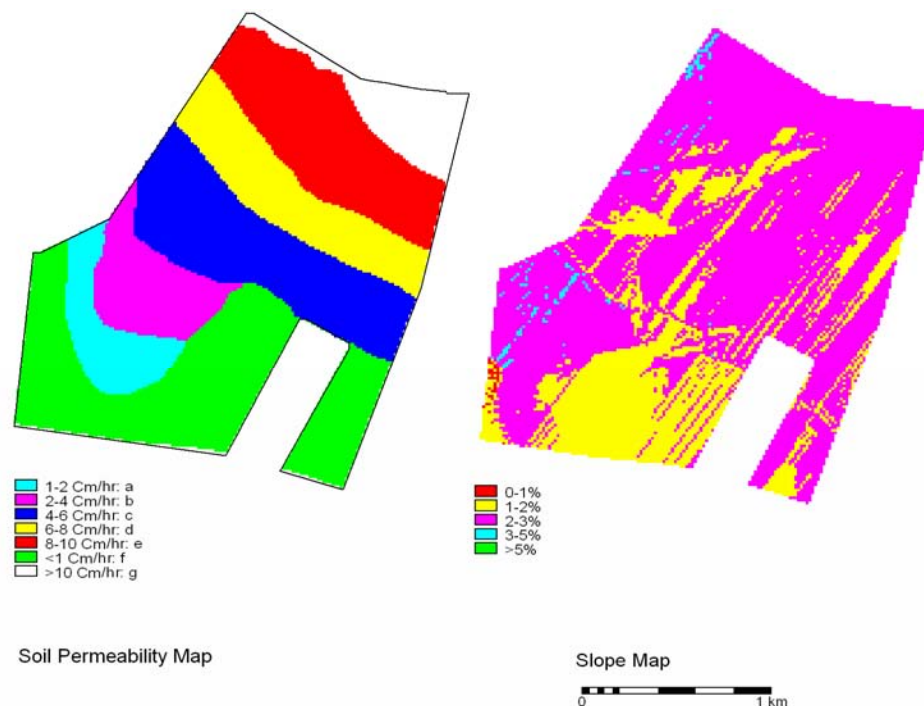 1-2 Cm/hr: a
2-4 Cm/hr: b
4-6 Cm/hr: c
6-8 Cm/hr: d
8-10 Cm/hr: e
<1 Cm/hr: f
>10 Cm/hr: g
Soil Permeability Map
0-1%
1-2%
2-3%
3-5%
>5%
Slope Map
0 1 km